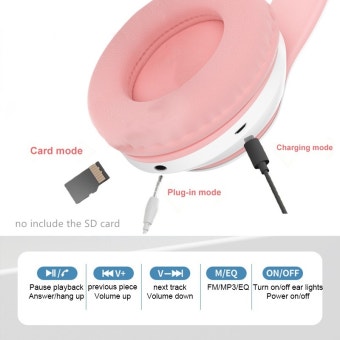 Charging mode
Card mode
Plug-in mode
no include the SD card
V+
V-
M/EQ
ON/OFF
Pause playback
Answer/hang up
previous piece
Volume up
next track
Volume down
FM/MP3/EQ
Turn on/off ear lights
Power on/off